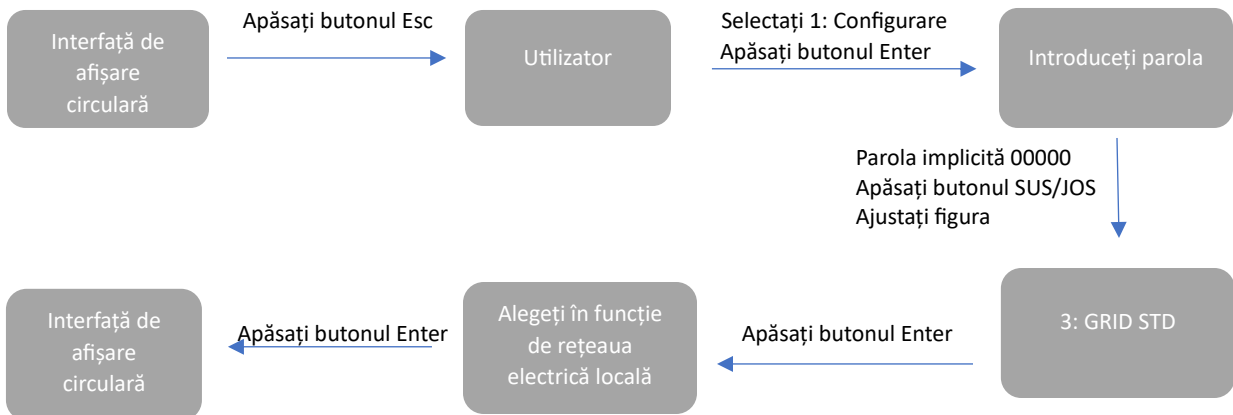 Interfață de
afișare
circulară
Apăsați butonul Esc
Utilizator
Selectați 1: Configurare
Apăsați butonul Enter
Introduceți parola
Parola implicită 00000
Apăsați butonul SUS/JOS
Ajustați figura
3: GRID STD
Apăsați butonul Enter
Alegeți în funcție
de rețeaua
electrică locală
Apăsați butonul Enter
Interfață de
afișare
circulară